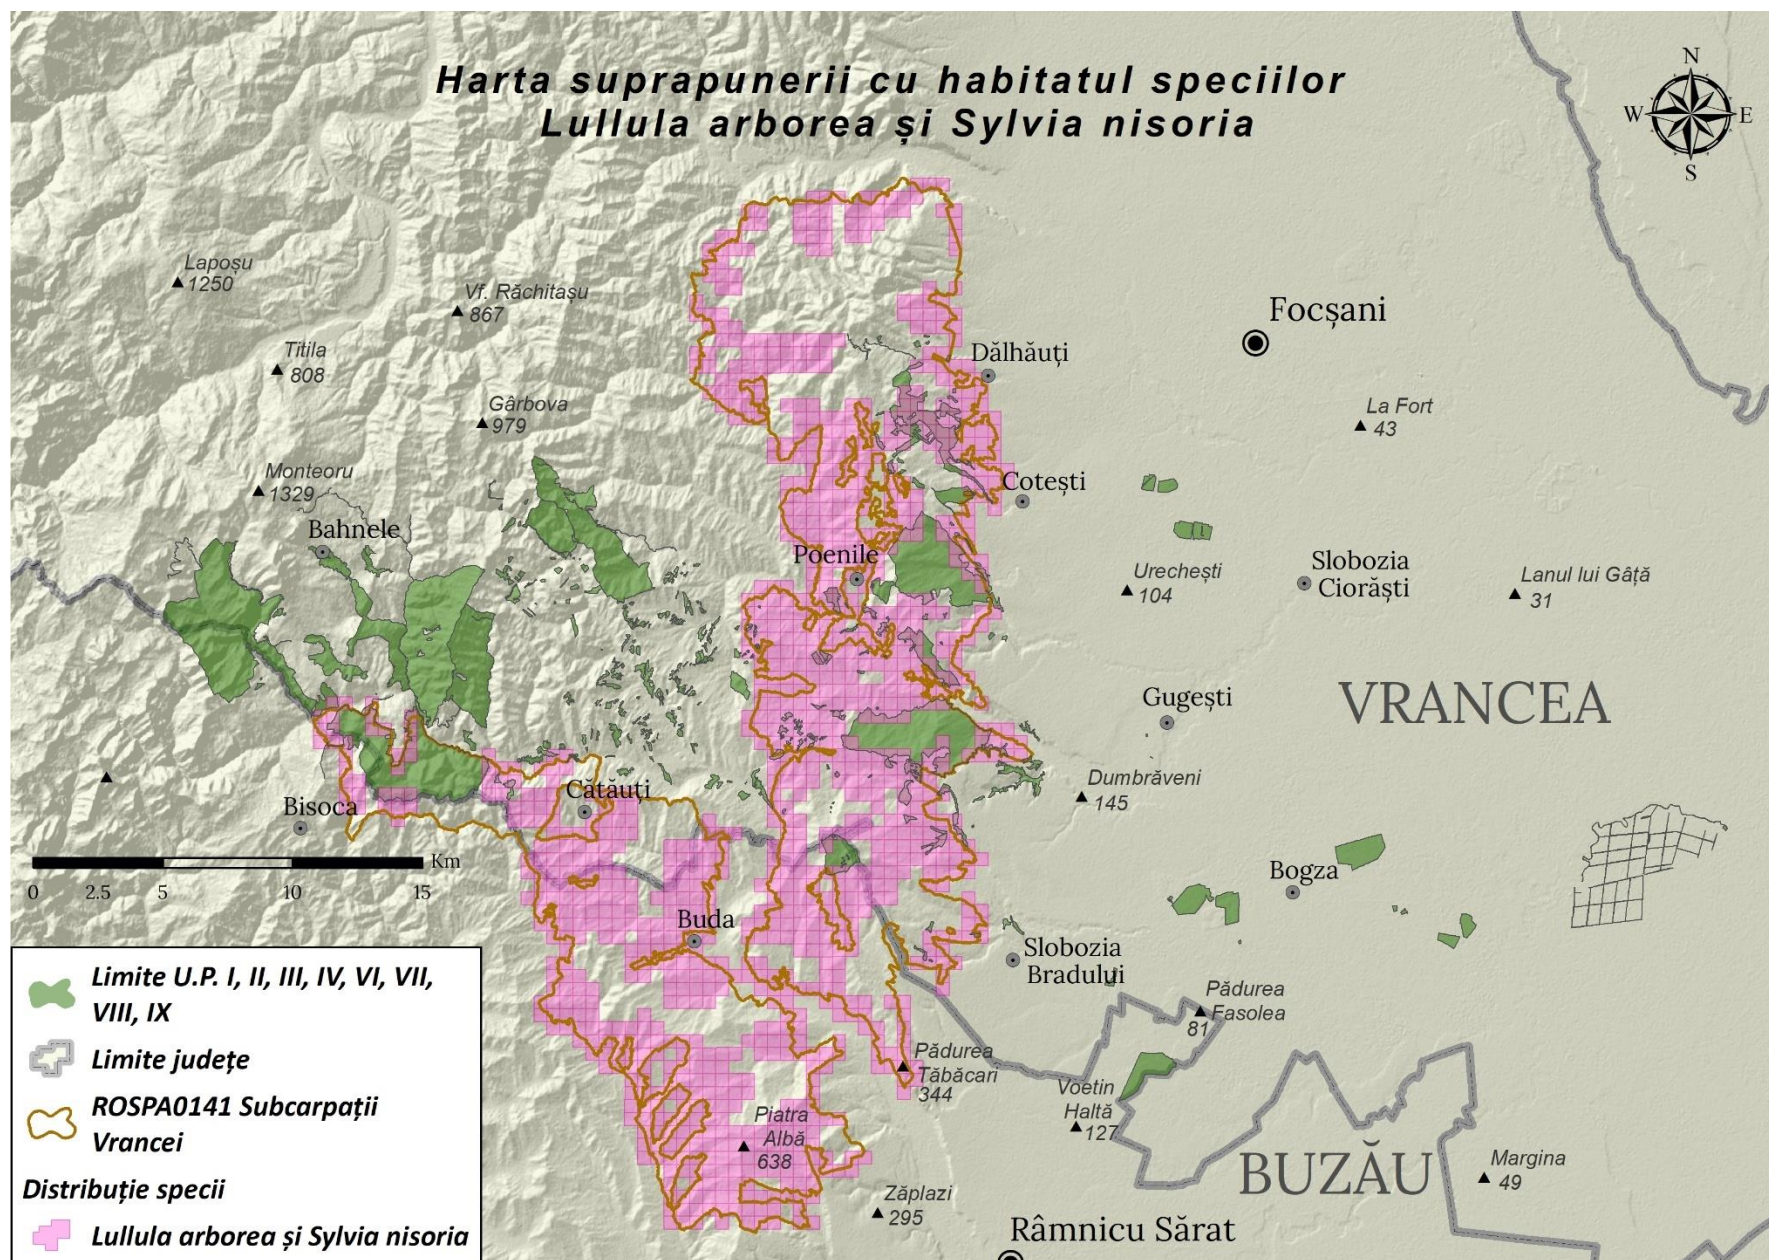 Harta suprapunerii cu habitatul speciilor
Lullula arborea și Sylvia nisoria
N
W
E
S
Lapoșu
1250
Vf. Răchitașu
867
Titila
808
Gârbova
979
Monteoru
1329
Bahnele
Focșani
Dălhăuți
La Fort
43
Cotești
Poenile
Urechești
104
Slobozia
Ciorăști
Lanul lui Gâță
31
Gugești
VRANCEA
Dumbrăveni
145
Bisoca
Cătăuți
Km
0 2.5 5 10 15
Bogza
Buda
Slobozia
Bradului
Pădurea
Fasolea
81
Pădurea
Tăbăcari
344
Voetin
Haltă
127
Piatra
Albă
638
BUZĂU
Margina
49
Zăplazi
295
Râmnicu Sărat
Limite U.P. I, II, III, IV, VI, VII,
VIII, IX
Limite județe
ROSPA0141 Subcarpații
Vrancei
Distribuție specii
Lullula arborea și Sylvia nisoria